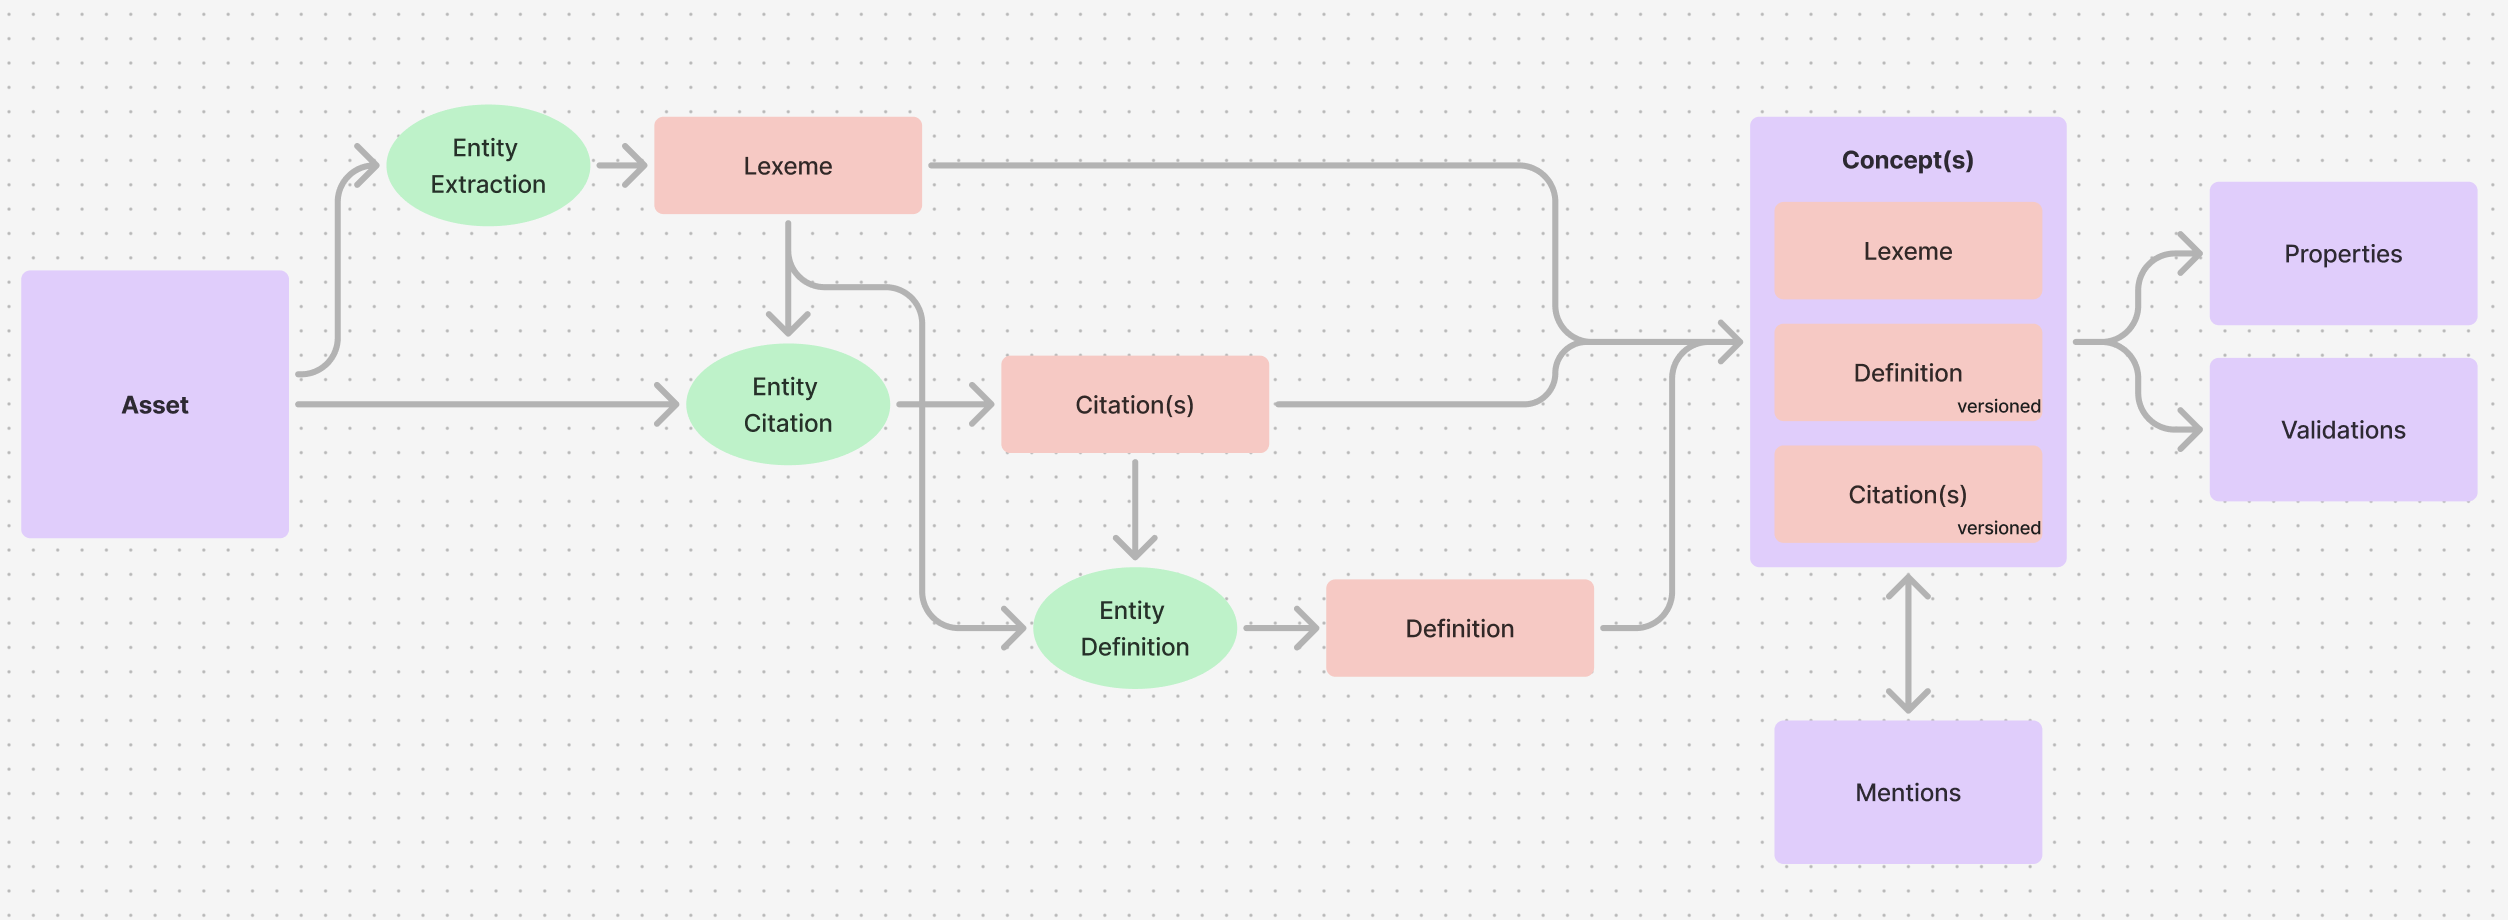 Entity
Extraction
Lexeme
Asset
Entity
Citation
Citation(s)
Entity
Definition
Definition
Concept(s)
Lexeme
Definition
versioned
Citation(s)
versioned
Properties
Validations
Mentions